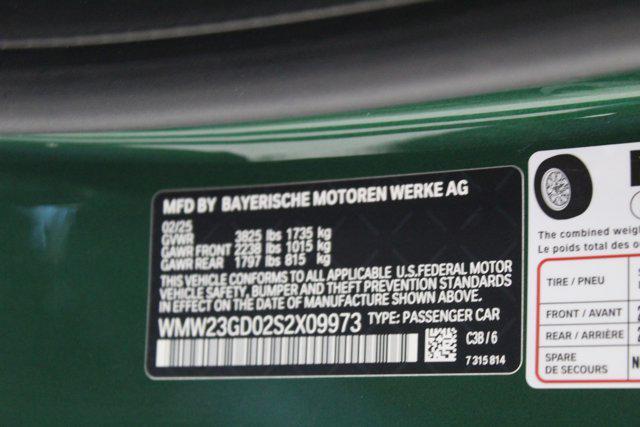 MFD BY BAYERISCHE MOTOREN WERKE AG
02/25
GVWR 3825 lbs 1735 kg
GAWR FRONT 2238 lbs 1015 kg
GAWR REAR 1797 lbs 815 kg
THIS VEHICLE CONFORMS TO ALL APPLICABLE U.S.FEDERAL MOTOR
VEHICLE SAFETY, BUMPER AND THEFT PREVENTION STANDARDS
IN EFFECT ON THE DATE OF MANUFACTURE SHOWN ABOVE.
WMW23GD02S2X09973 TYPE: PASSENGER CAR
C3B / 6
7 315 814
The combined weig
Le poids total des o
TIRE / PNEU
FRONT / AVANT
REAR / ARRIÈRE
SPARE
DE SECOURS